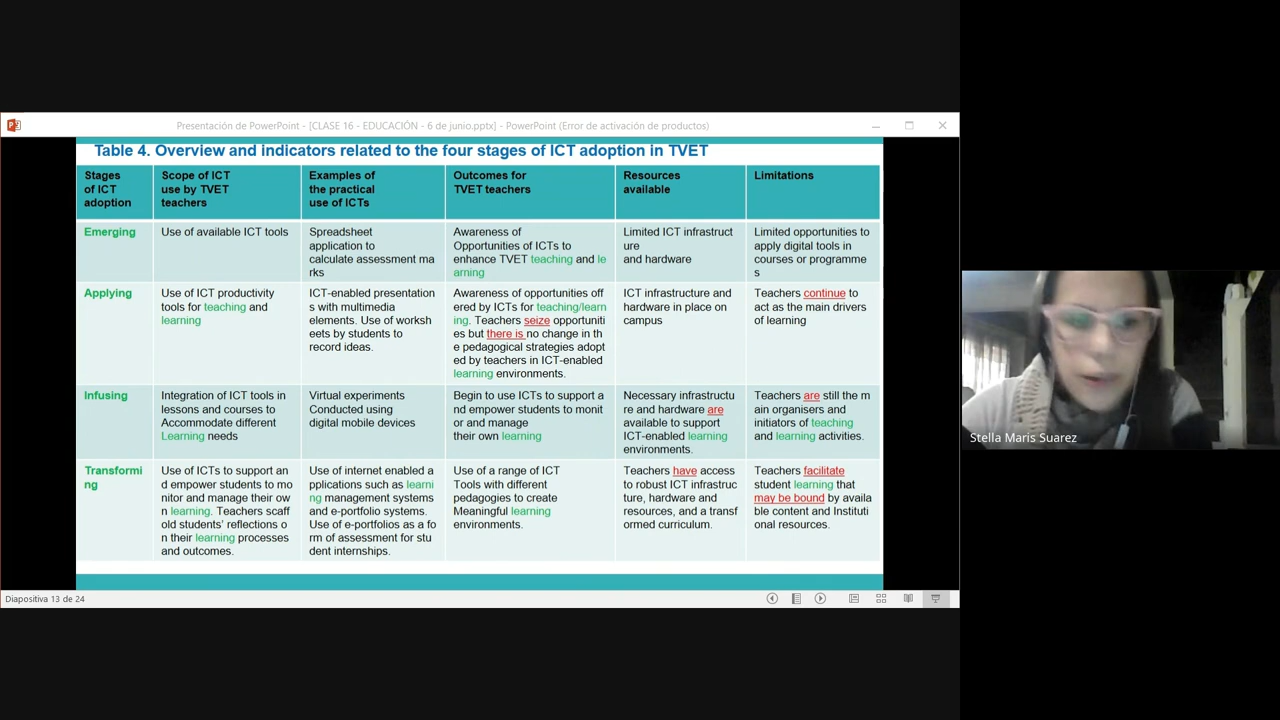 Presentación de PowerPoint - [CLASE 16 - EDUCACIÓN - 6 de junio.pptx] - PowerPoint (Error de activación de productos)
Table 4. Overview and indicators related to the four stages of ICT adoption in TVET
Stages
of ICT
adoption
Scope of ICT
use by TVET
teachers
Examples of
the practical
use of ICTs
Outcomes for
TVET teachers
Resources
available
Limitations
Emerging
Use of available ICT tools
Spreadsheet
application to
calculate assessment ma
rks
Awareness of
Opportunities of ICTs to
enhance TVET teaching and le
arning
Limited ICT infrastruct
ure
and hardware
Limited opportunities to
apply digital tools in
courses or programme
s
Applying
Use of ICT productivity
tools for teaching and
learning
ICT-enabled presentation
s with multimedia
elements. Use of worksh
eets by students to
record ideas.
Awareness of opportunities off
ered by ICTs for teaching/learn
ing. Teachers seize opportuniti
es but there is no change in th
e pedagogical strategies adopt
ed by teachers in ICT-enabled
learning environments.
ICT infrastructure and
hardware in place on
campus
Teachers continue to
act as the main drivers
of learning
Infusing
Integration of ICT tools in
lessons and courses to
Accommodate different
Learning needs
Virtual experiments
Conducted using
digital mobile devices
Begin to use ICTs to support a
nd empower students to monit
or and manage
their own learning
Necessary infrastructu
re and hardware are
available to support
ICT-enabled learning
environments.
Teachers are still the m
ain organisers and
initiators of teaching
and learning activities.
Transformi
ng
Use of ICTs to support an
d empower students to mo
nitor and manage their ow
n learning. Teachers scaff
old students’ reflections o
n their learning processes
and outcomes.
Use of internet enabled a
pplications such as learni
ng management systems
and e-portfolio systems.
Use of e-portfolios as a fo
rm of assessment for stu
dent internships.
Use of a range of ICT
Tools with different
pedagogies to create
Meaningful learning
environments.
Teachers have access
to robust ICT infrastruc
ture, hardware and
resources, and a transf
ormed curriculum.
Teachers facilitate
student learning that
may be bound by availa
ble content and Instituti
onal resources.
Diapositiva 13 de 24
Stella Maris Suarez